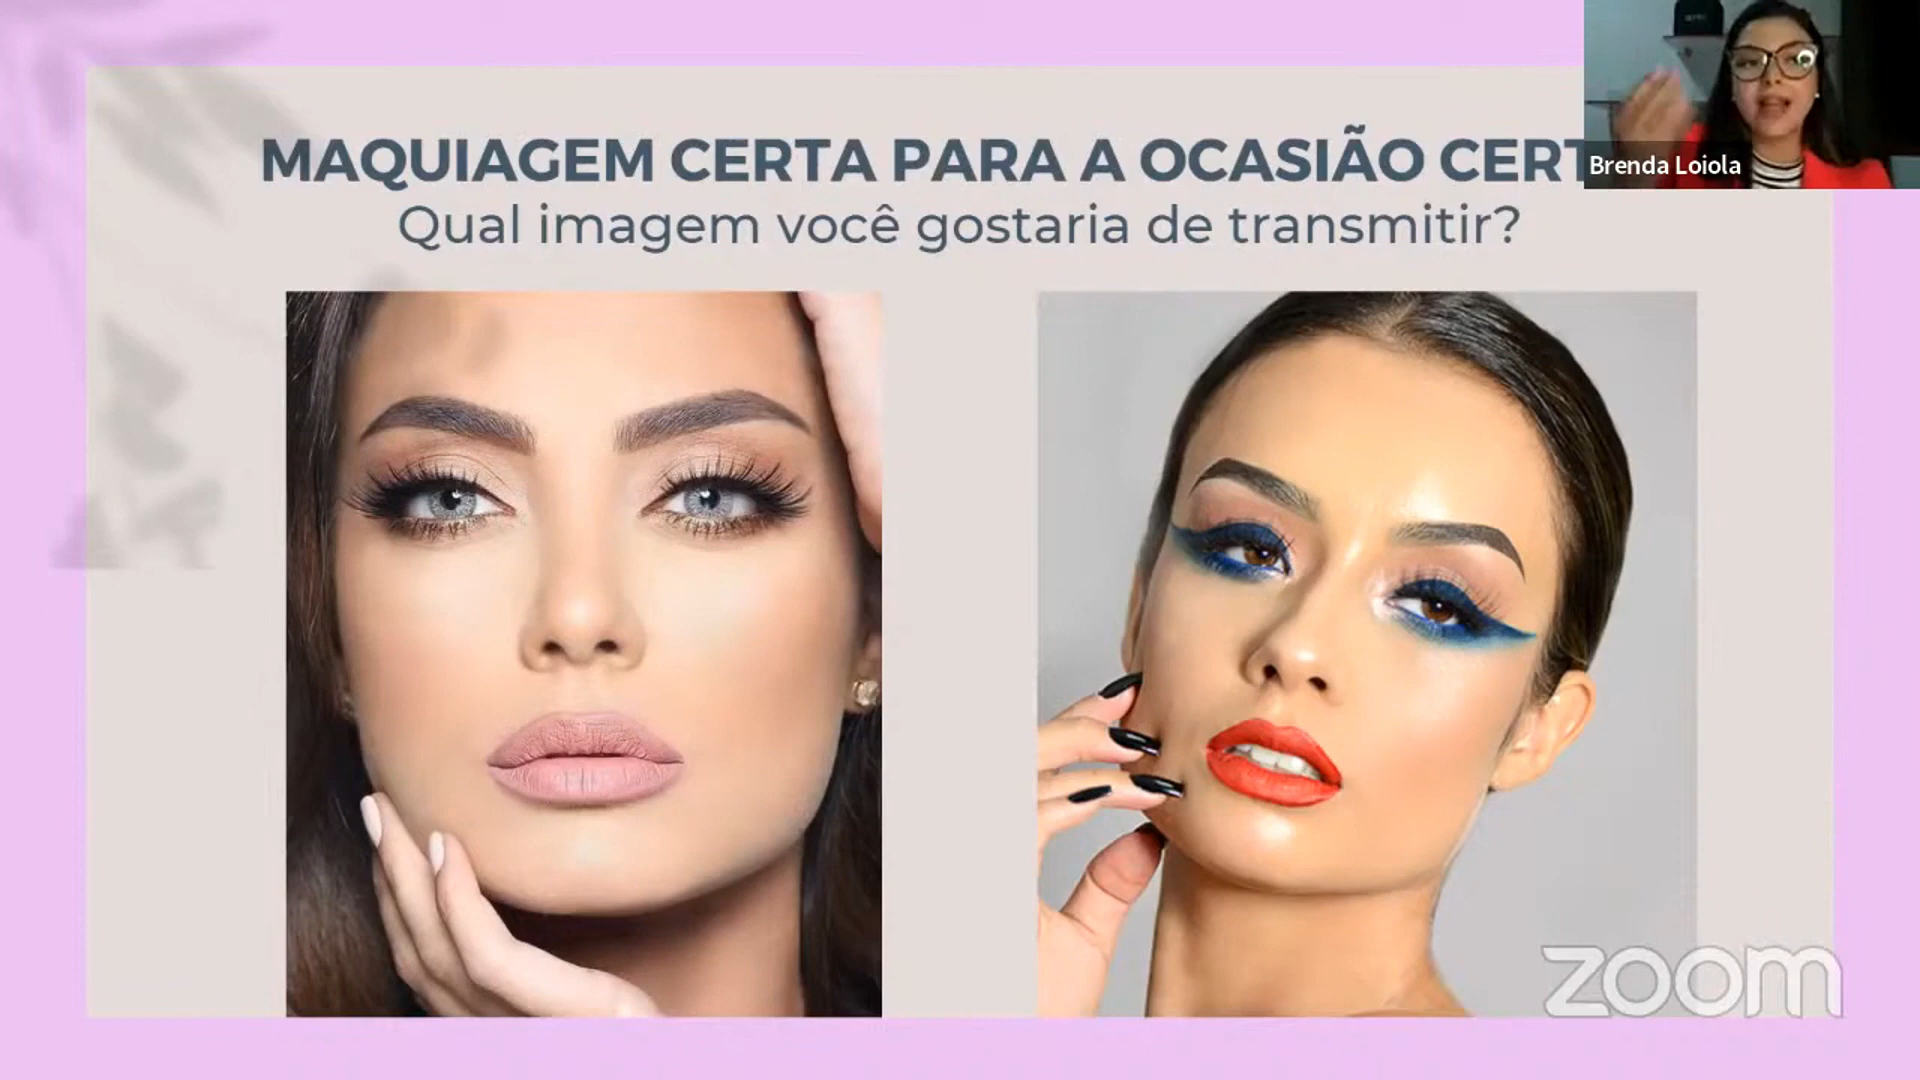 MAQUIAGEM CERTA PARA A OCASIÃO CERT
Qual imagem você gostaria de transmitir?
Brenda Loiola
zoom